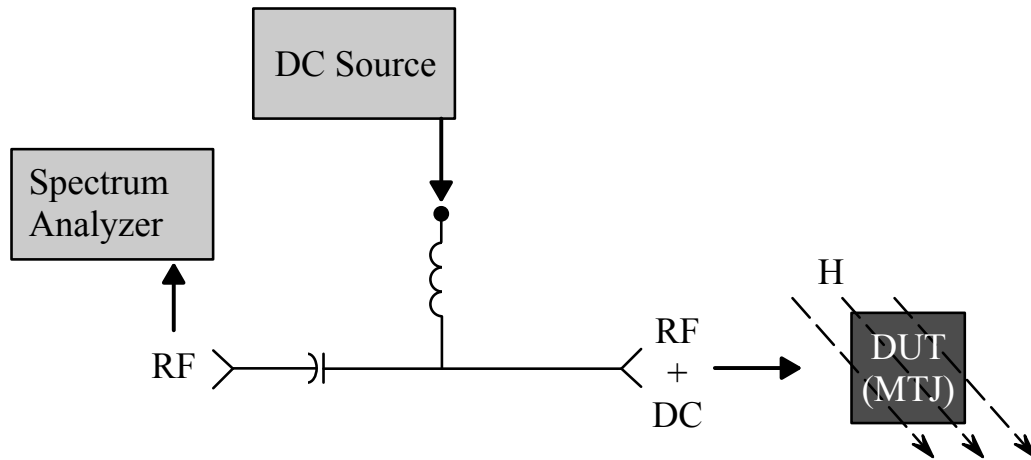 DC Source
Spectrum
Analyzer
H
RF
RF
+
DC
DUT
(MTJ)